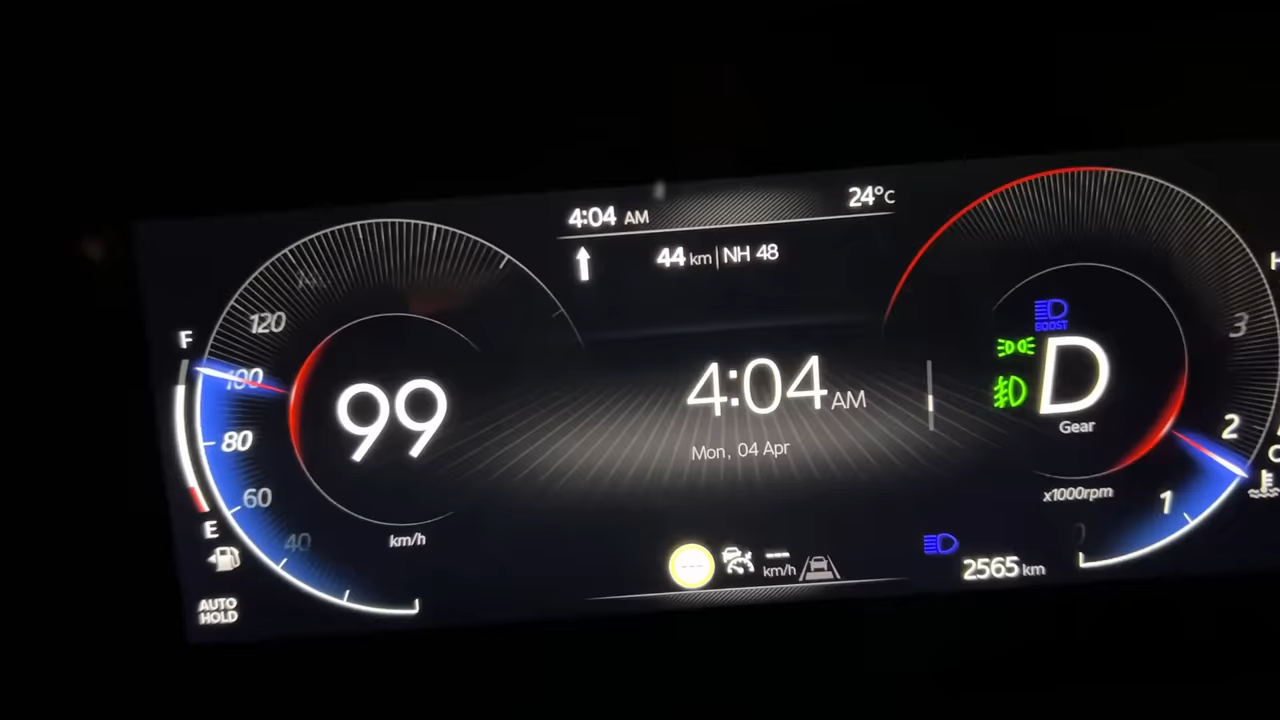 4:04 AM
24°C
44 km | NH 48
F
120
100
80
60
40
E
99
km/h
AUTO
HOLD
4:04 AM
Mon, 04 Apr
--- km/h
BOOST
D
Gear
x1000rpm
3
2
1
0
H
2565 km